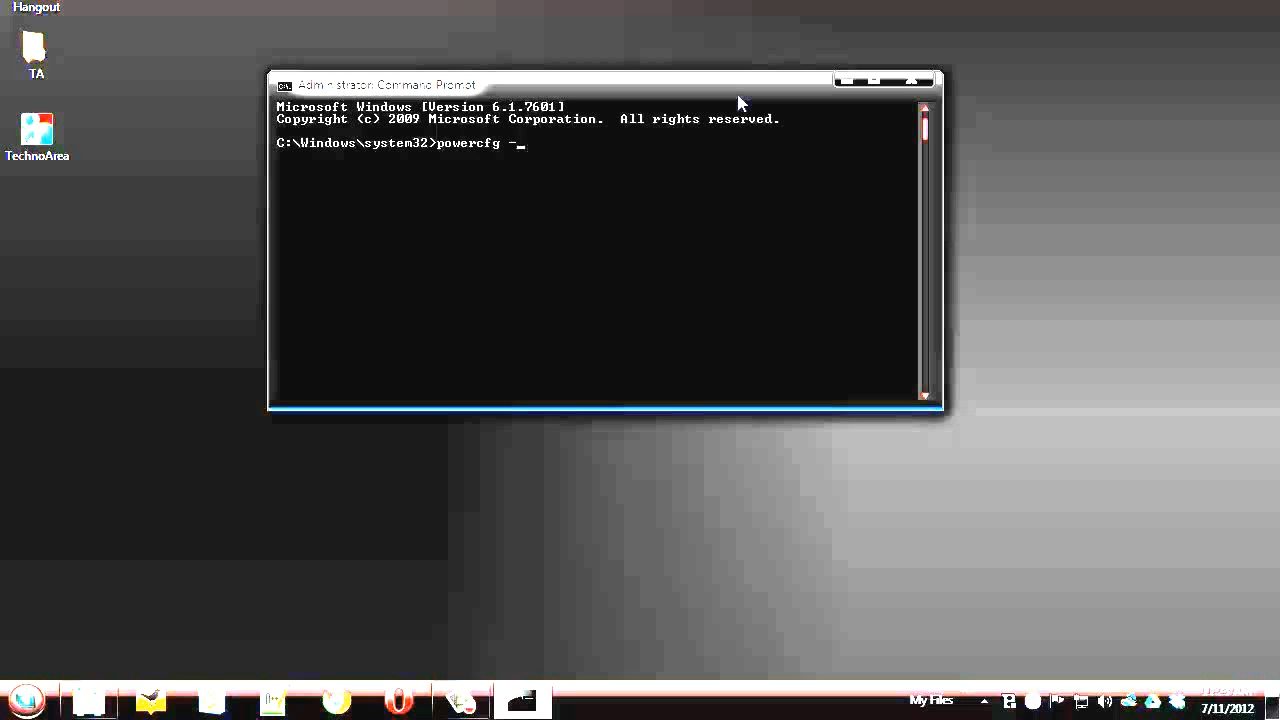 Hangout
TA
TechnoArea
Administrator: Command Prompt
Microsoft Windows [Version 6.1.7601]
Copyright (c) 2009 Microsoft Corporation.  All rights reserved.
C:\Windows\system32>powercfg -_
My Files
7/11/2012